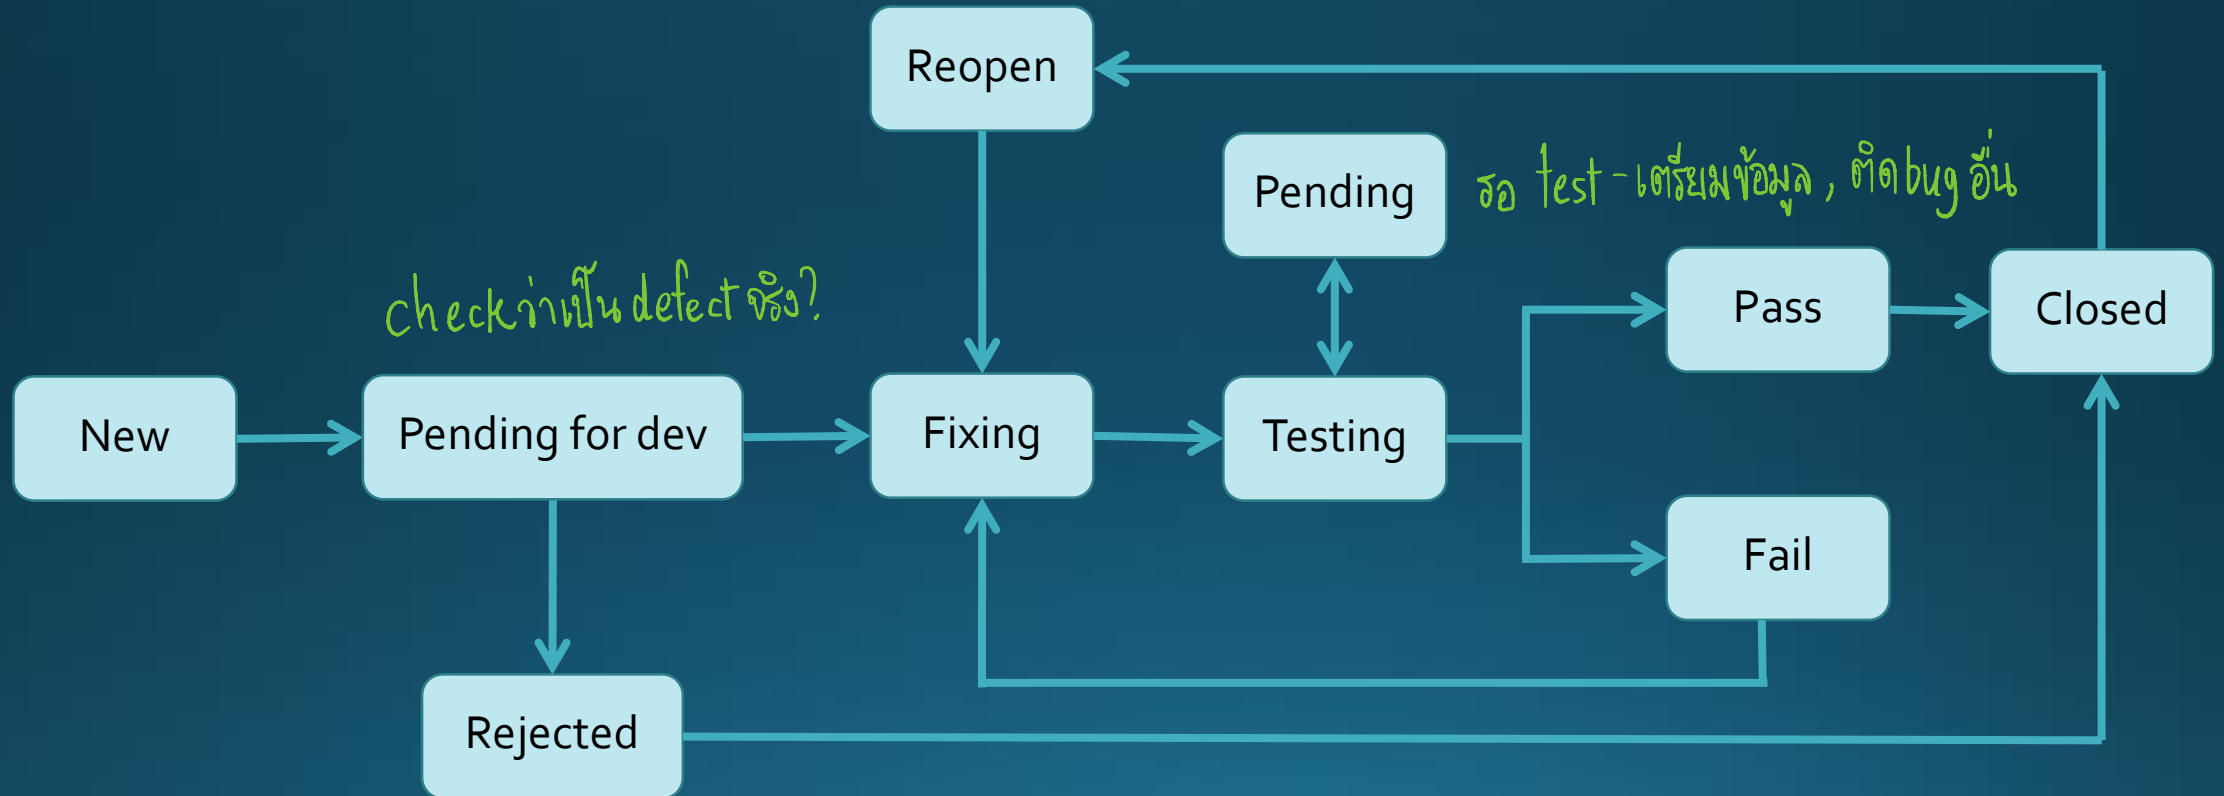 Reopen
Pending
รอ test - เตรียมข้อมูล , ติด bug อื่น
Check ว่าเป็น defect จริง?
Pass
Closed
New
Pending for dev
Fixing
Testing
Fail
Rejected